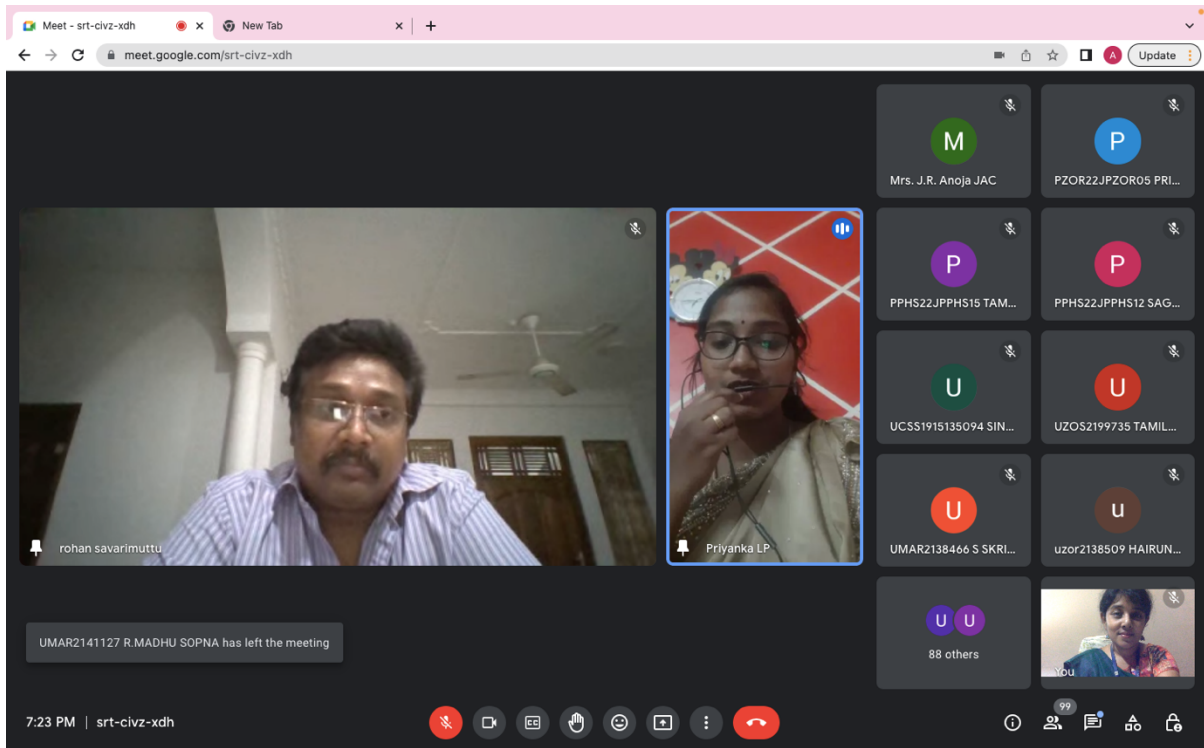 Meet - srt-civz-xdh
New Tab
meet.google.com/srt-civz-xdh
A
Update
M
Mrs. J.R. Anoja JAC
P
PZOR22JPZOR05 PRI...
P
PPHS22JPPHS15 TAM...
P
PPHS22JPPHS12 SAG...
U
UCSS1915135094 SIN...
U
UZOS2199735 TAMIL...
U
UMAR2138466 S SKRI...
u
uzor2138509 HAIRUN...
U U
88 others
You
rohan savarimuttu
Priyanka LP
UMAR2141127 R.MADHU SOPNA has left the meeting
7:23 PM | srt-civz-xdh
CC
99